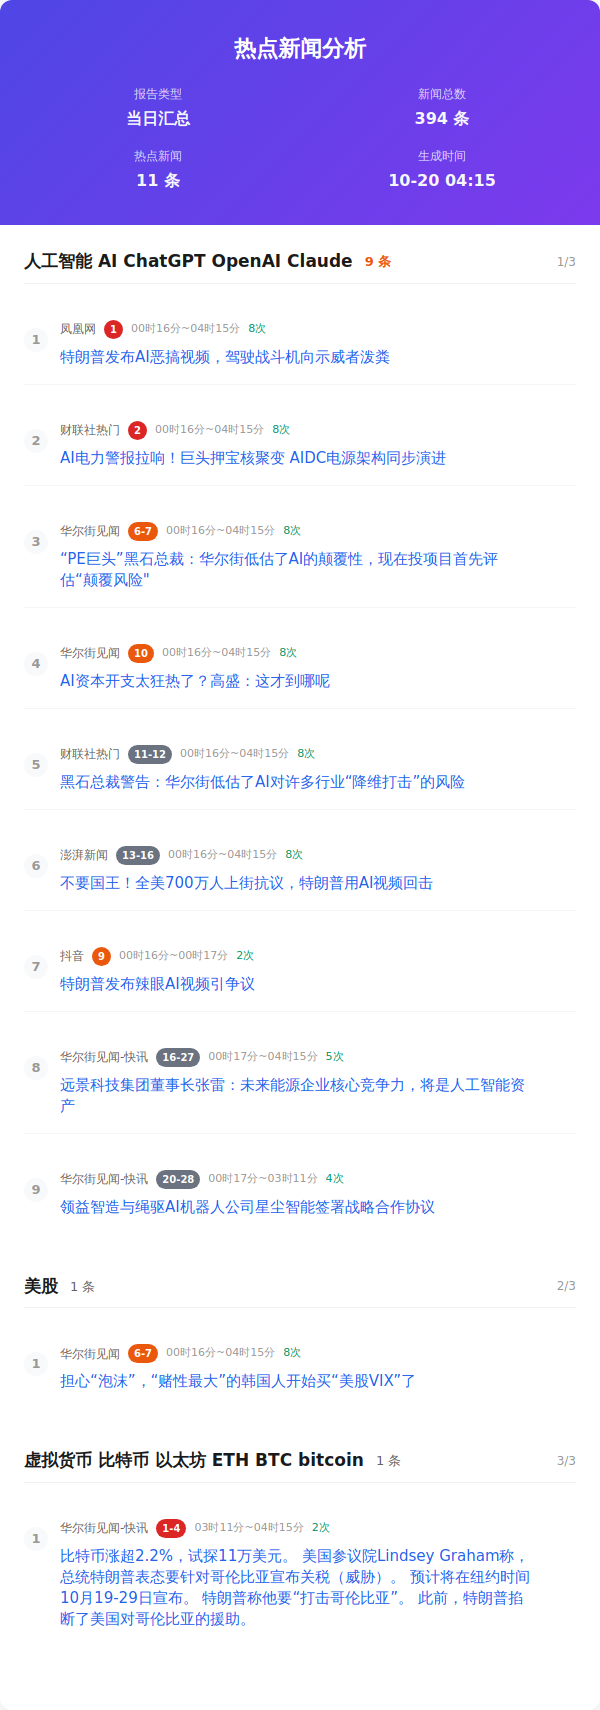 热点新闻分析
报告类型
当日汇总
新闻总数
394 条
热点新闻
11 条
生成时间
10-20 04:15
人工智能 AI ChatGPT OpenAI Claude 9 条 1/3
1 凤凰网 1 00时16分~04时15分 8次
特朗普发布AI恶搞视频，驾驶战斗机向示威者泼粪
2 财联社热门 2 00时16分~04时15分 8次
AI电力警报拉响！巨头押宝核聚变 AIDC电源架构同步演进
3 华尔街见闻 6-7 00时16分~04时15分 8次
“PE巨头”黑石总裁：华尔街低估了AI的颠覆性，现在投项目首先评
估“颠覆风险"
4 华尔街见闻 10 00时16分~04时15分 8次
AI资本开支太狂热了？高盛：这才到哪呢
5 财联社热门 11-12 00时16分~04时15分 8次
黑石总裁警告：华尔街低估了AI对许多行业“降维打击”的风险
6 澎湃新闻 13-16 00时16分~04时15分 8次
不要国王！全美700万人上街抗议，特朗普用AI视频回击
7 抖音 9 00时16分~00时17分 2次
特朗普发布辣眼AI视频引争议
8 华尔街见闻-快讯 16-27 00时17分~04时15分 5次
远景科技集团董事长张雷：未来能源企业核心竞争力，将是人工智能资
产
9 华尔街见闻-快讯 20-28 00时17分~03时11分 4次
领益智造与绳驱AI机器人公司星尘智能签署战略合作协议
美股 1 条 2/3
1 华尔街见闻 6-7 00时16分~04时15分 8次
担心“泡沫”，“赌性最大”的韩国人开始买“美股VIX”了
虚拟货币 比特币 以太坊 ETH BTC bitcoin 1 条 3/3
1 华尔街见闻-快讯 1-4 03时11分~04时15分 2次
比特币涨超2.2%，试探11万美元。 美国参议院Lindsey Graham称，
总统特朗普表态要针对哥伦比亚宣布关税（威胁）。 预计将在纽约时间
10月19-29日宣布。 特朗普称他要“打击哥伦比亚”。 此前，特朗普掐
断了美国对哥伦比亚的援助。